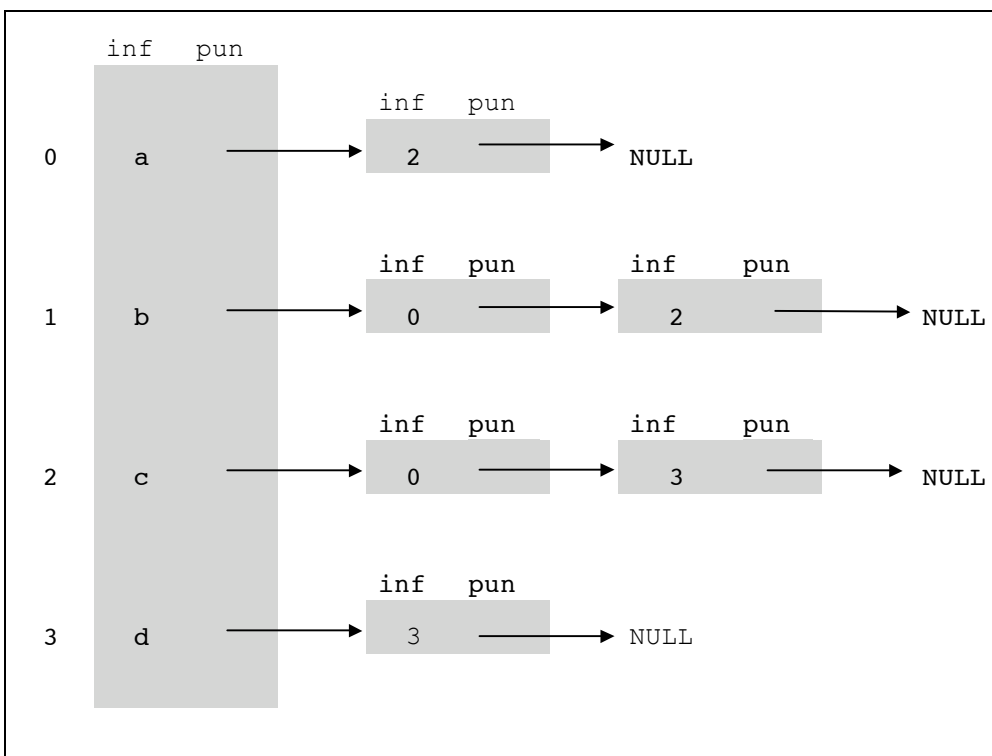 inf pun
inf pun
0 a 2 NULL
inf pun inf pun
1 b 0 2 NULL
inf pun inf pun
2 c 0 3 NULL
inf pun
3 d 3 NULL